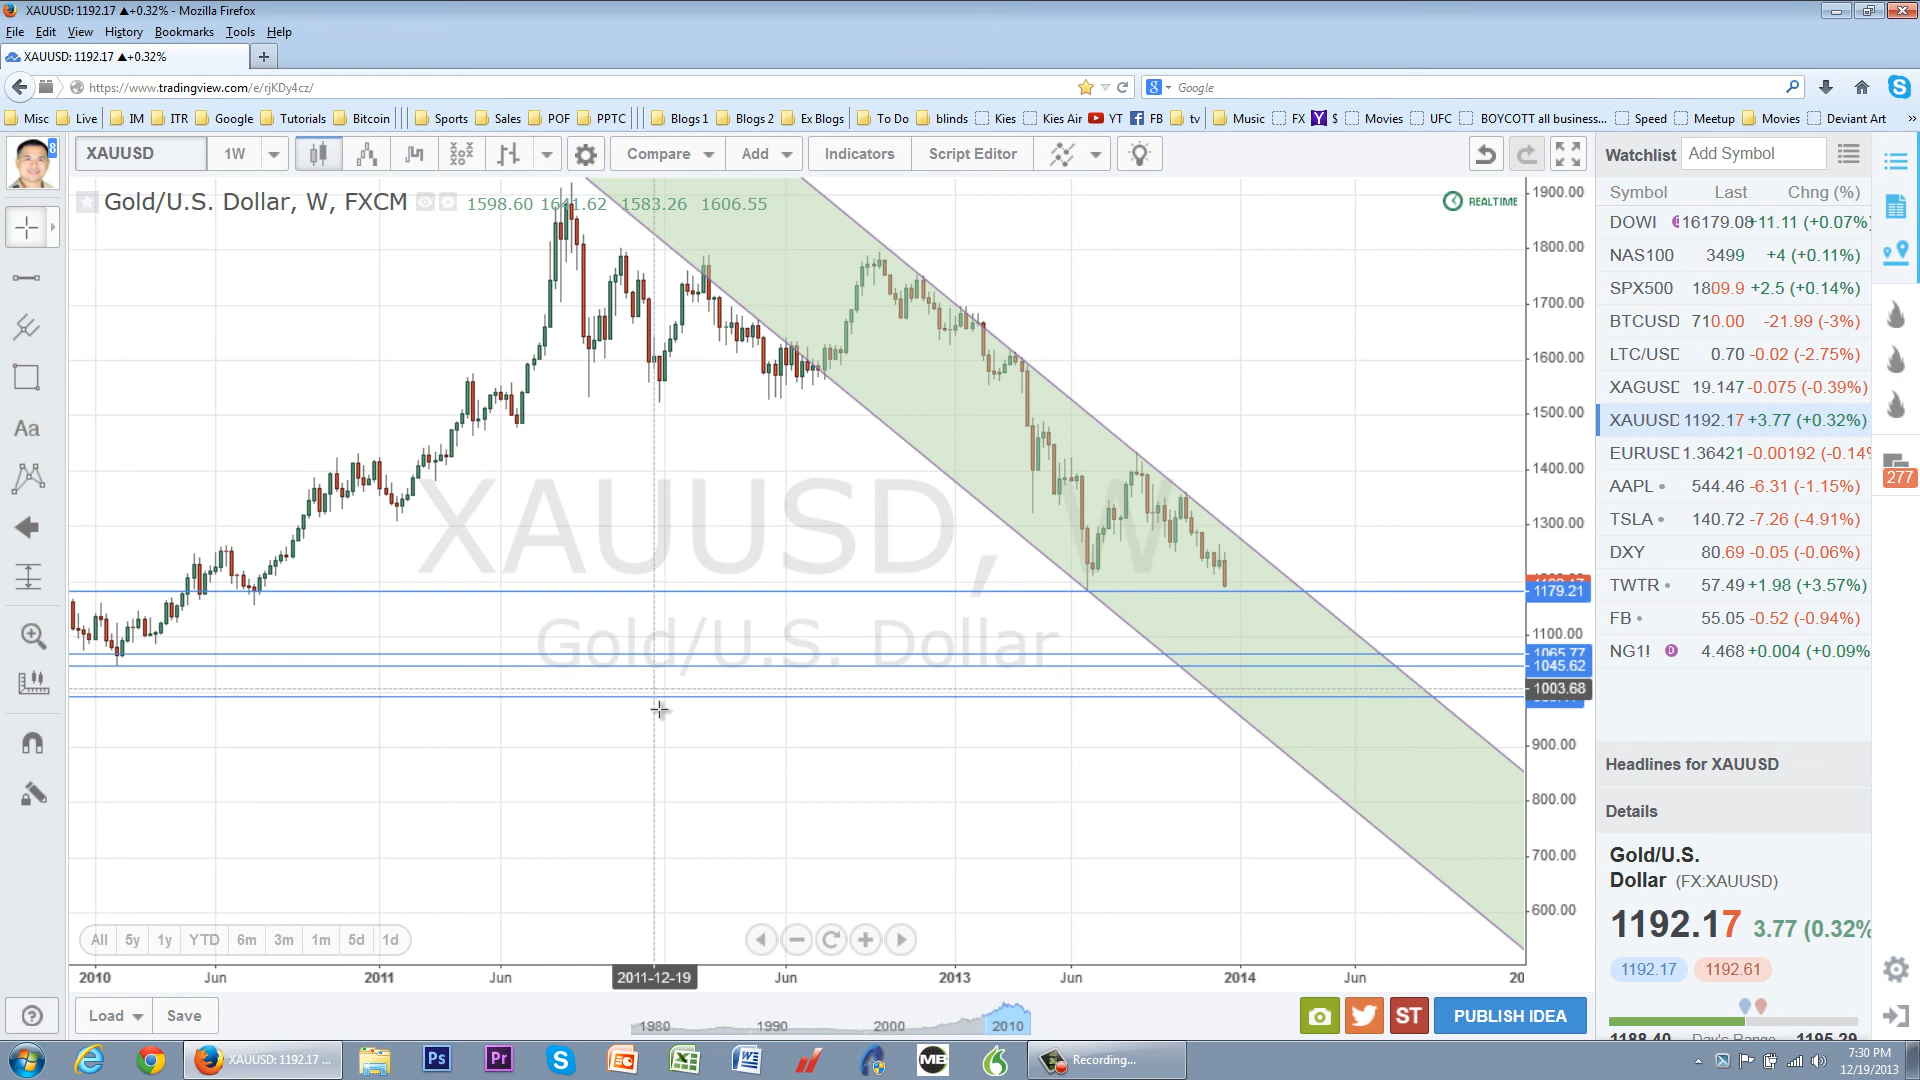 XAUUSD: 1192.17 ▲+0.32% - Mozilla Firefox
File Edit View History Bookmarks Tools Help
XAUUSD: 1192.17 ▲+0.32%
https://www.tradingview.com/e/rjKDy4cz/
Google
Misc Live IM ITR Google Tutorials Bitcoin Sports Sales POF PPTC Blogs 1 Blogs 2 Ex Blogs To Do blinds Kies Kies Air YT FB tv Music FX $ Movies UFC BOYCOTT all business... Speed Meetup Movies Deviant Art »
XAUUSD 1W Compare Add Indicators Script Editor
Gold/U.S. Dollar, W, FXCM 1598.60 1641.62 1583.26 1606.55
REALTIME
XAUUSD, W
Gold/U.S. Dollar
1900.00
1800.00
1700.00
1600.00
1500.00
1400.00
1300.00
1179.21
1100.00
1065.77
1045.62
1003.68
900.00
800.00
700.00
600.00
All 5y 1y YTD 6m 3m 1m 5d 1d
2010 Jun 2011 Jun 2011-12-19 Jun 2013 Jun 2014 Jun 20
Load Save
1980 1990 2000 2010
ST PUBLISH IDEA
Watchlist Add Symbol
Symbol Last Chng (%)
DOWI 16179.08 +11.11 (+0.07%)
NAS100 3499 +4 (+0.11%)
SPX500 1809.9 +2.5 (+0.14%)
BTCUSD 710.00 -21.99 (-3%)
LTC/USD 0.70 -0.02 (-2.75%)
XAGUSD 19.147 -0.075 (-0.39%)
XAUUSD 1192.17 +3.77 (+0.32%)
EURUSD 1.36421 -0.00192 (-0.14%
AAPL 544.46 -6.31 (-1.15%)
TSLA 140.72 -7.26 (-4.91%)
DXY 80.69 -0.05 (-0.06%)
TWTR 57.49 +1.98 (+3.57%)
FB 55.05 -0.52 (-0.94%)
NG1! D 4.468 +0.004 (+0.09%
277
Headlines for XAUUSD
Details
Gold/U.S.
Dollar (FX:XAUUSD)
1192.17 3.77 (0.32%
1192.17 1192.61
1188.40 Day's Range 1195.29
8
Aa
XAUUSD: 1192.17 ...
Ps Pr S MB
Recording...
7:30 PM
12/19/2013